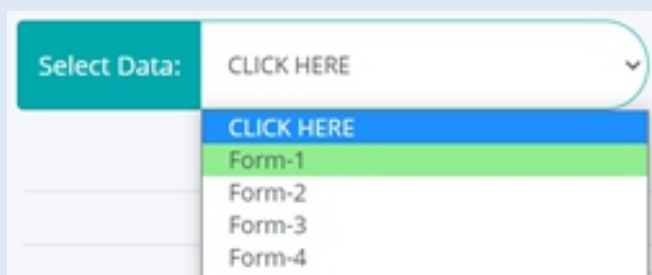 Select Data: CLICK HERE
CLICK HERE
Form-1
Form-2
Form-3
Form-4